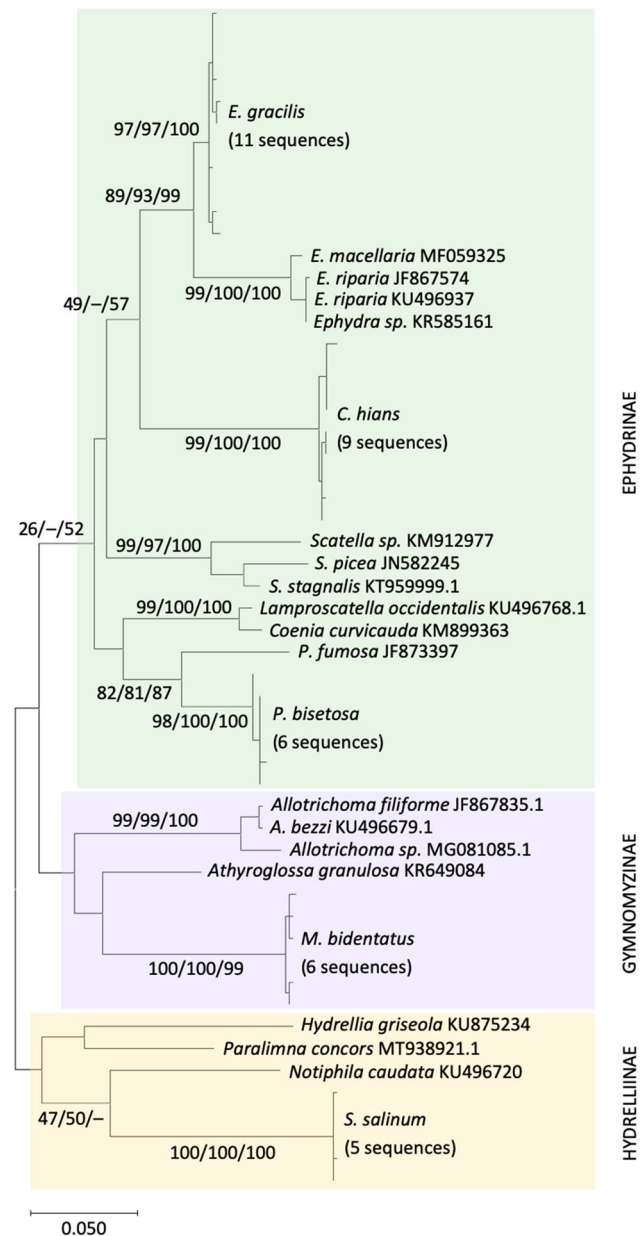 E. gracilis
97/97/100
(11 sequences)
89/93/99
E. macellaria MF059325
E. riparia JF867574
99/100/100
E. riparia KU496937
49/–/57
Ephydra sp. KR585161
C. hians
99/100/100
(9 sequences)
EPHYDRINAE
26/–/52
Scatella sp. KM912977
99/97/100
S. picea JN582245
S. stagnalis KT959999.1
99/100/100
Lamproscatella occidentalis KU496768.1
Coenia curvicauda KM899363
P. fumosa JF873397
82/81/87
P. bisetosa
98/100/100
(6 sequences)
Allotrichoma filiforme JF867835.1
99/99/100
A. bezzi KU496679.1
Allotrichoma sp. MG081085.1
Athyroglossa granulosa KR649084
M. bidentatus
100/100/99
(6 sequences)
GYMNOMYZINAE
Hydrellia griseola KU875234
Paralimna concors MT938921.1
Notiphila caudata KU496720
47/50/–
S. salinum
100/100/100
(5 sequences)
HYDRELLIINAE
0.050